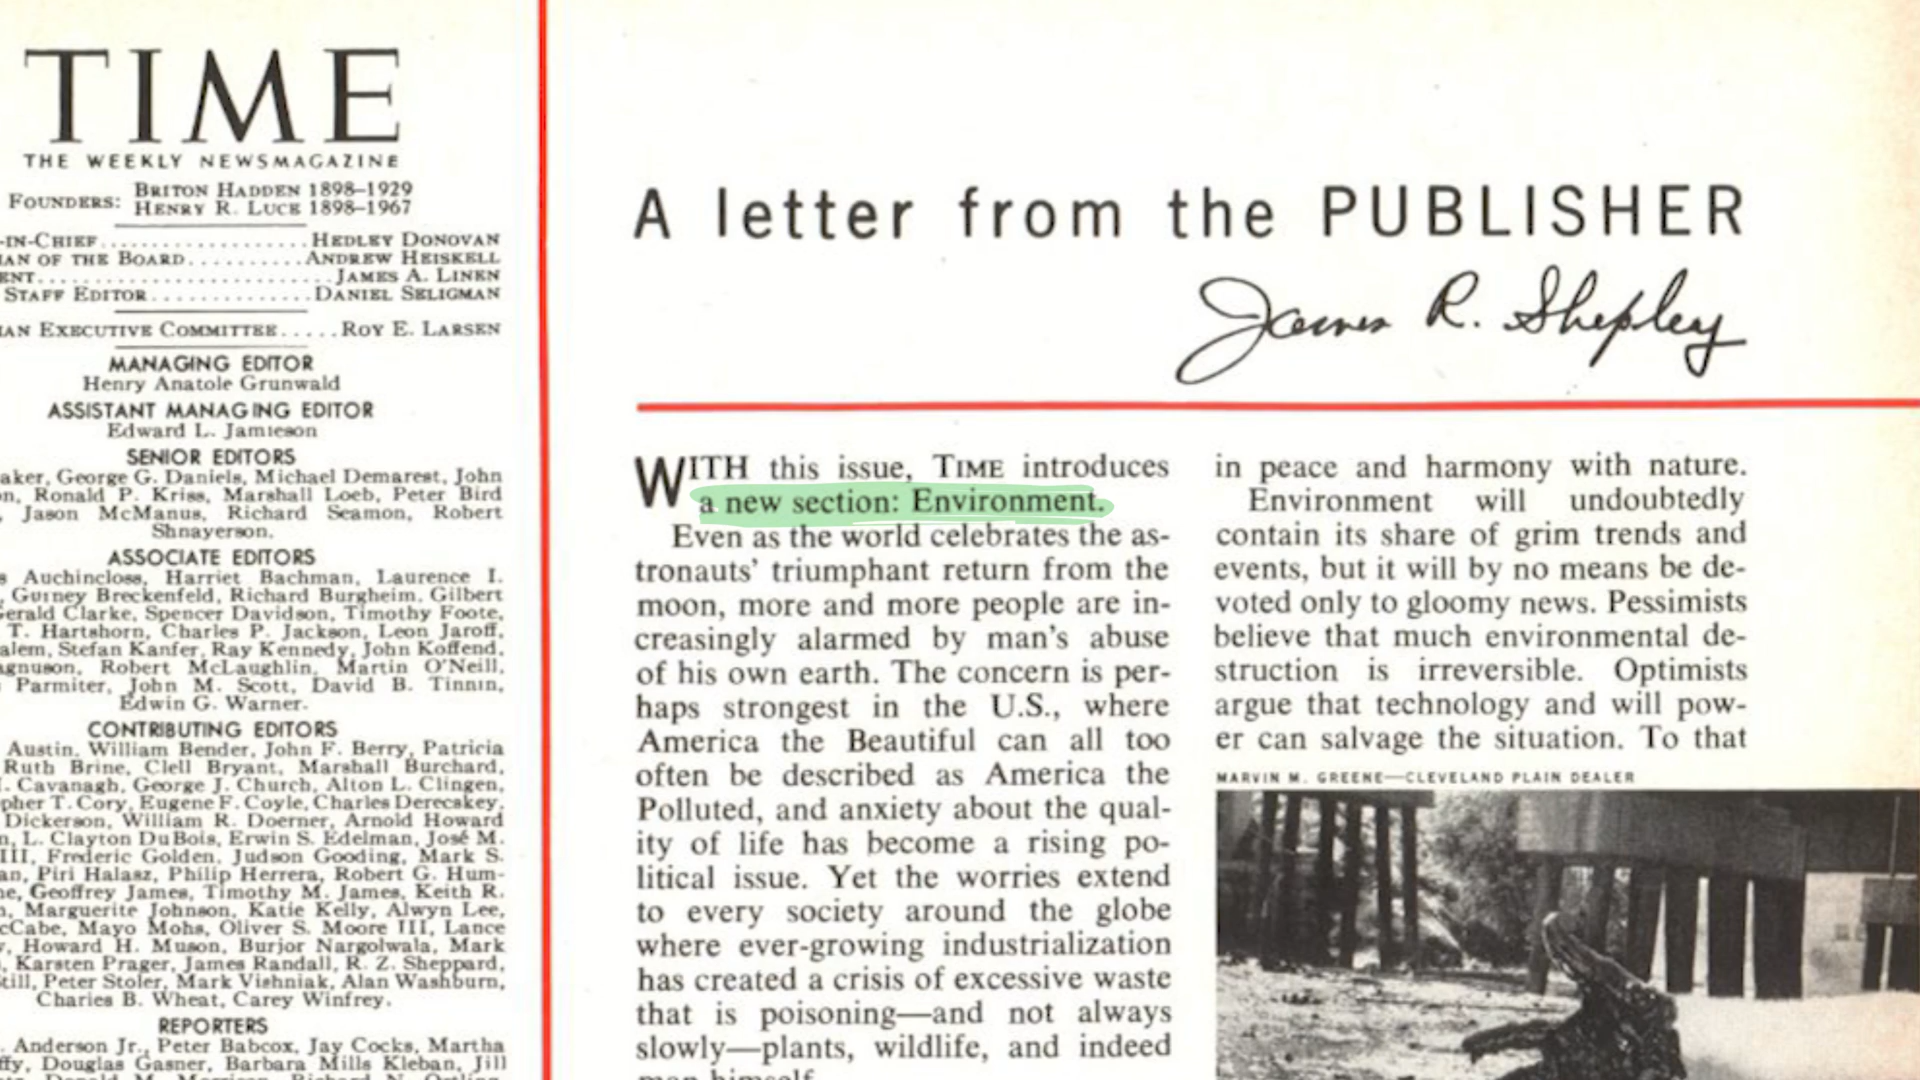 TIME
THE WEEKLY NEWSMAGAZINE
FOUNDERS: BRITON HADDEN 1898–1929
HENRY R. LUCE 1898–1967
-IN-CHIEF....................HEDLEY DONOVAN
OF THE BOARD..........ANDREW HEISKELL
....................JAMES A. LINEN
STAFF EDITOR..............DANIEL SELIGMAN
EXECUTIVE COMMITTEE.....ROY E. LARSEN
MANAGING EDITOR
Henry Anatole Grunwald
ASSISTANT MANAGING EDITOR
Edward L. Jamieson
SENIOR EDITORS
George G. Daniels, Michael Demarest, John
Ronald P. Kriss, Marshall Loeb, Peter Bird
Jason McManus, Richard Seamon, Robert
Shnayerson.
ASSOCIATE EDITORS
Auchincloss, Harriet Bachman, Laurence I.
Gurney Breckenfeld, Richard Burgheim, Gilbert
Gerald Clarke, Spencer Davidson, Timothy Foote,
T. Hartshorn, Charles P. Jackson, Leon Jaroff,
Stefan Kanfer, Ray Kennedy, John Koffend,
Robert McLaughlin, Martin O'Neill,
Parmiter, John M. Scott, David B. Tinnin,
Edwin G. Warner.
CONTRIBUTING EDITORS
Austin, William Bender, John F. Berry, Patricia
Ruth Brine, Clell Bryant, Marshall Burchard,
Cavanagh, George J. Church, Alton L. Clingen,
T. Cory, Eugene F. Coyle, Charles Derecskey,
Dickerson, William R. Doerner, Arnold Howard
L. Clayton DuBois, Erwin S. Edelman, José M.
III, Frederic Golden, Judson Gooding, Mark S.
Piri Halasz, Philip Herrera, Robert G. Hum-
Geoffrey James, Timothy M. James, Keith R.
Marguerite Johnson, Katie Kelly, Alwyn Lee,
Mayo Mohs, Oliver S. Moore III, Lance
Howard H. Muson, Burjor Nargolwala, Mark
Karsten Prager, James Randall, R. Z. Sheppard,
Peter Stoler, Mark Vishniak, Alan Washburn,
Charles B. Wheat, Carey Winfrey.
REPORTERS
Anderson Jr., Peter Babcox, Jay Cocks, Martha
Douglas Gasner, Barbara Mills Kleban, Jill
A letter from the PUBLISHER
James R. Shepley
WITH this issue, TIME introduces
a new section: Environment.
Even as the world celebrates the as-
tronauts' triumphant return from the
moon, more and more people are in-
creasingly alarmed by man's abuse
of his own earth. The concern is per-
haps strongest in the U.S., where
America the Beautiful can all too
often be described as America the
Polluted, and anxiety about the qual-
ity of life has become a rising po-
litical issue. Yet the worries extend
to every society around the globe
where ever-growing industrialization
has created a crisis of excessive waste
that is poisoning—and not always
slowly—plants, wildlife, and indeed
man himself.
in peace and harmony with nature.
Environment will undoubtedly
contain its share of grim trends and
events, but it will by no means be de-
voted only to gloomy news. Pessimists
believe that much environmental de-
struction is irreversible. Optimists
argue that technology and will pow-
er can salvage the situation. To that
MARVIN M. GREENE—CLEVELAND PLAIN DEALER